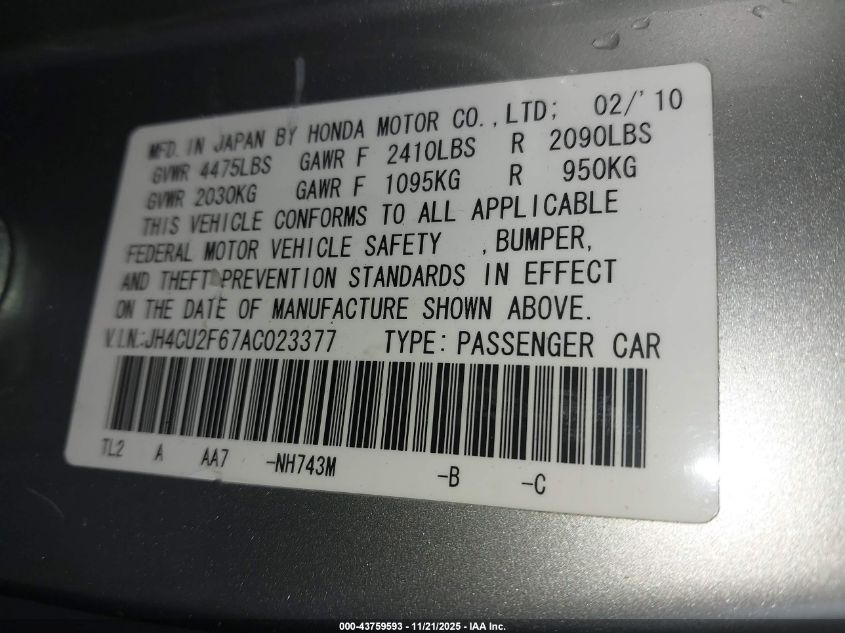 MFD. IN JAPAN BY HONDA MOTOR CO.,LTD; 02/'10
GVWR 4475LBS GAWR F 2410LBS R 2090LBS
GVWR 2030KG GAWR F 1095KG R 950KG
THIS VEHICLE CONFORMS TO ALL APPLICABLE
FEDERAL MOTOR VEHICLE SAFETY ,BUMPER,
AND THEFT PREVENTION STANDARDS IN EFFECT
ON THE DATE OF MANUFACTURE SHOWN ABOVE.
V.I.N.:JH4CU2F67AC023377 TYPE: PASSENGER CAR
TL2 A AA7 -NH743M -B -C
000-43759593 - 11/21/2025 - IAA Inc.